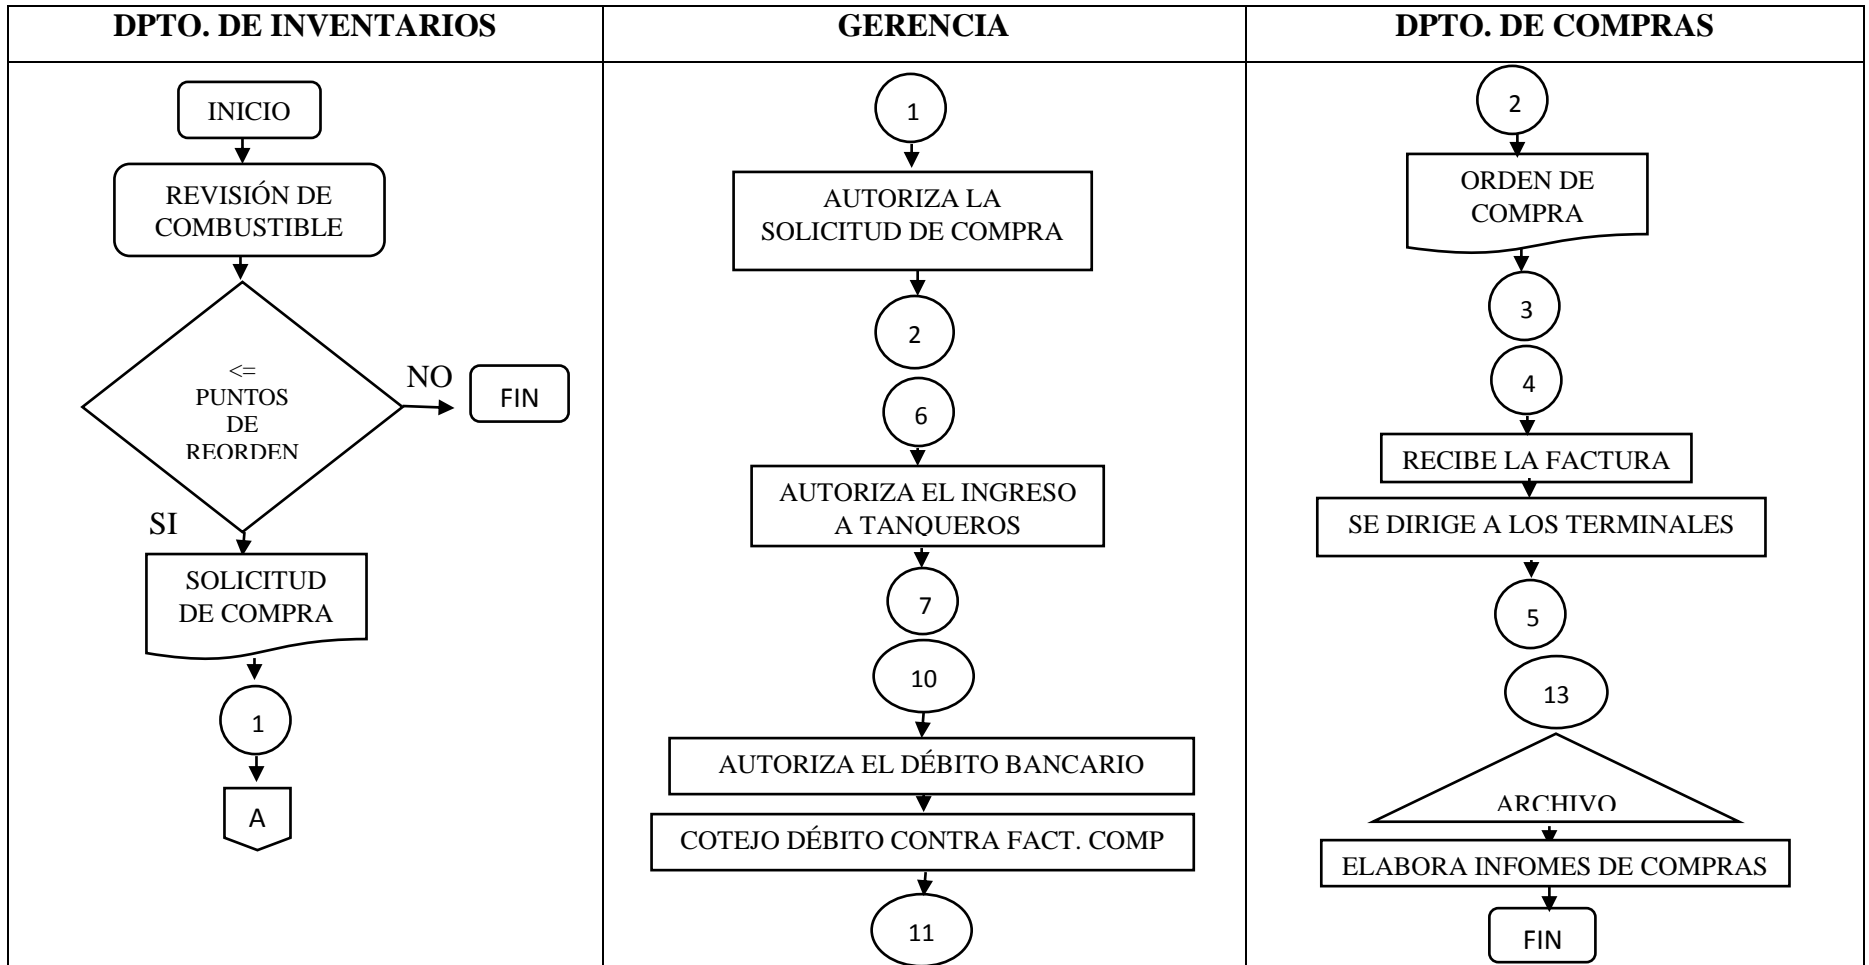 DPTO. DE INVENTARIOS
GERENCIA
DPTO. DE COMPRAS
INICIO
REVISIÓN DE
COMBUSTIBLE
<=
PUNTOS
DE
REORDEN
NO
FIN
SI
SOLICITUD
DE COMPRA
1
A
1
AUTORIZA LA
SOLICITUD DE COMPRA
2
6
AUTORIZA EL INGRESO
A TANQUEROS
7
10
AUTORIZA EL DÉBITO BANCARIO
COTEJO DÉBITO CONTRA FACT. COMP
11
2
ORDEN DE
COMPRA
3
4
RECIBE LA FACTURA
SE DIRIGE A LOS TERMINALES
5
13
ARCHIVO
ELABORA INFOMES DE COMPRAS
FIN